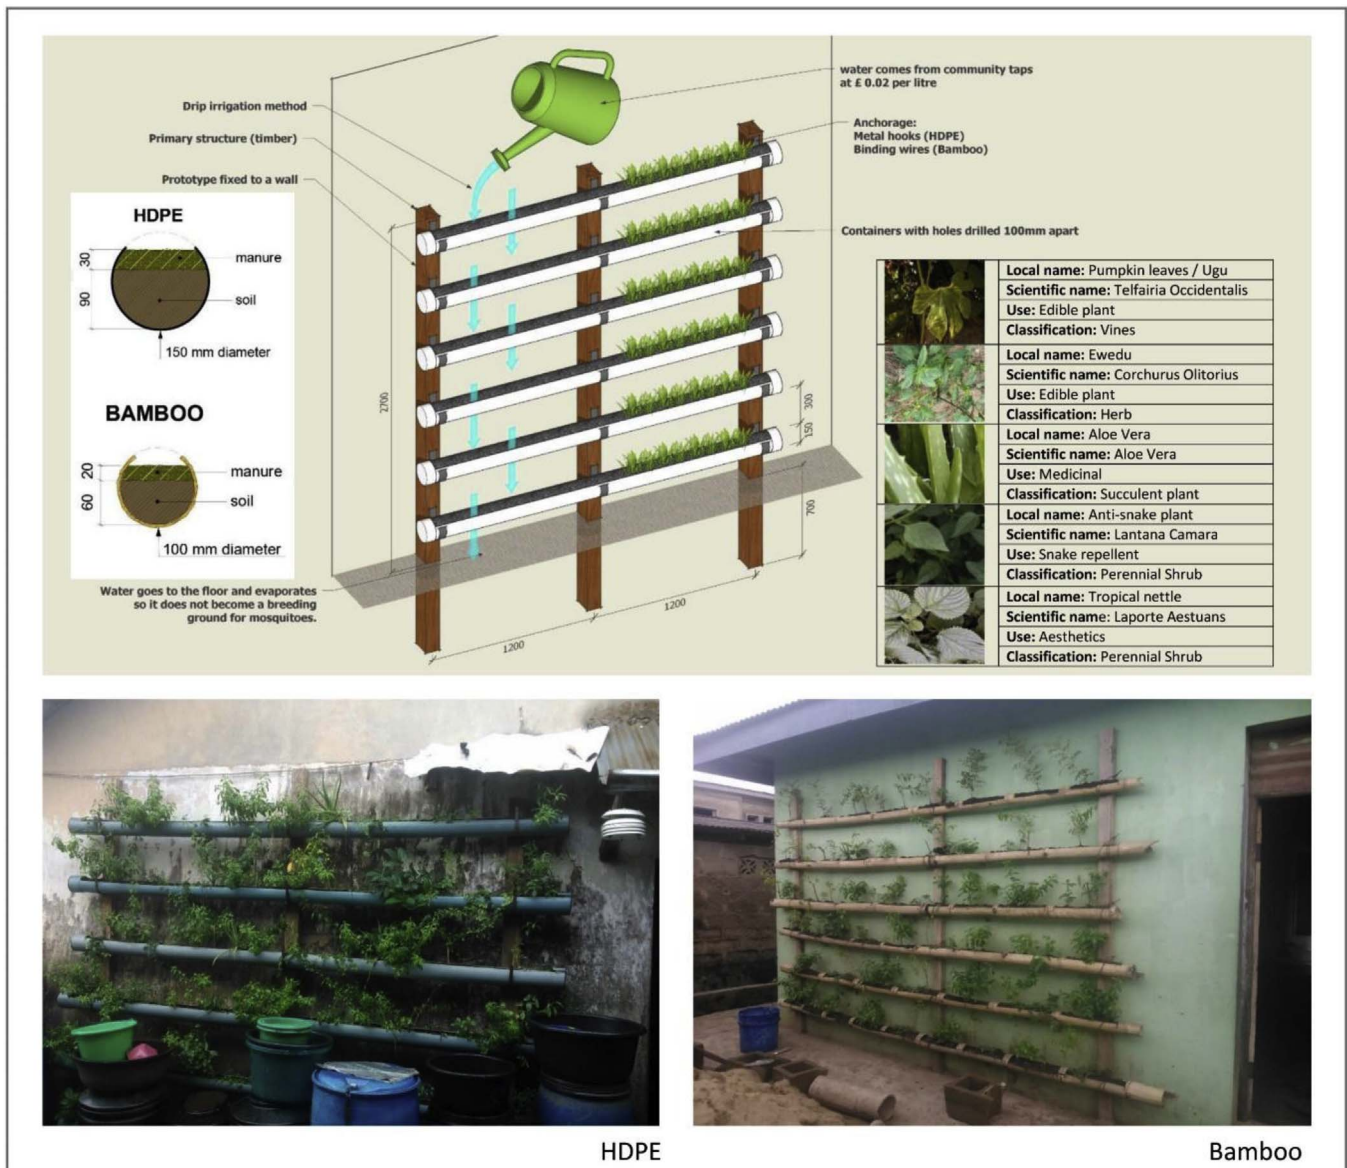 Drip irrigation method
Primary structure (timber)
Prototype fixed to a wall
water comes from community taps
at £ 0.02 per litre
Anchorage:
Metal hooks (HDPE)
Binding wires (Bamboo)
Containers with holes drilled 100mm apart
HDPE
30
manure
90
soil
150 mm diameter
BAMBOO
20
manure
60
soil
100 mm diameter
2700
300
150
700
1200
1200
Water goes to the floor and evaporates
so it does not become a breeding
ground for mosquitoes.
Local name: Pumpkin leaves / Ugu
Scientific name: Telfairia Occidentalis
Use: Edible plant
Classification: Vines
Local name: Ewedu
Scientific name: Corchurus Olitorius
Use: Edible plant
Classification: Herb
Local name: Aloe Vera
Scientific name: Aloe Vera
Use: Medicinal
Classification: Succulent plant
Local name: Anti-snake plant
Scientific name: Lantana Camara
Use: Snake repellent
Classification: Perennial Shrub
Local name: Tropical nettle
Scientific name: Laporte Aestuans
Use: Aesthetics
Classification: Perennial Shrub
HDPE
Bamboo